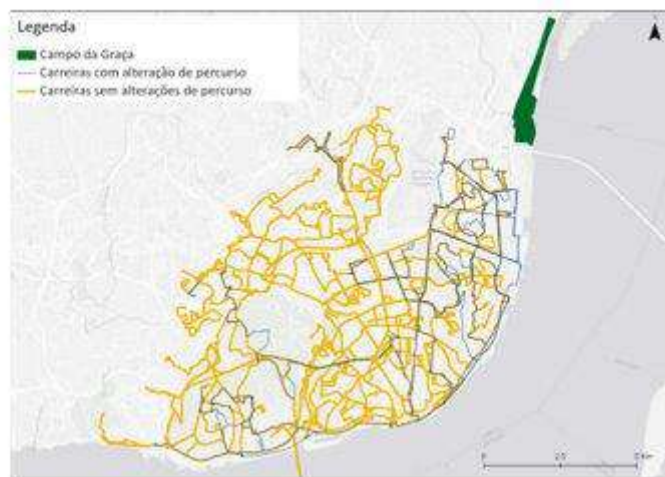 Legenda
Campo da Graça
Carreiras com alteração de percurso
Carreiras sem alterações de percurso